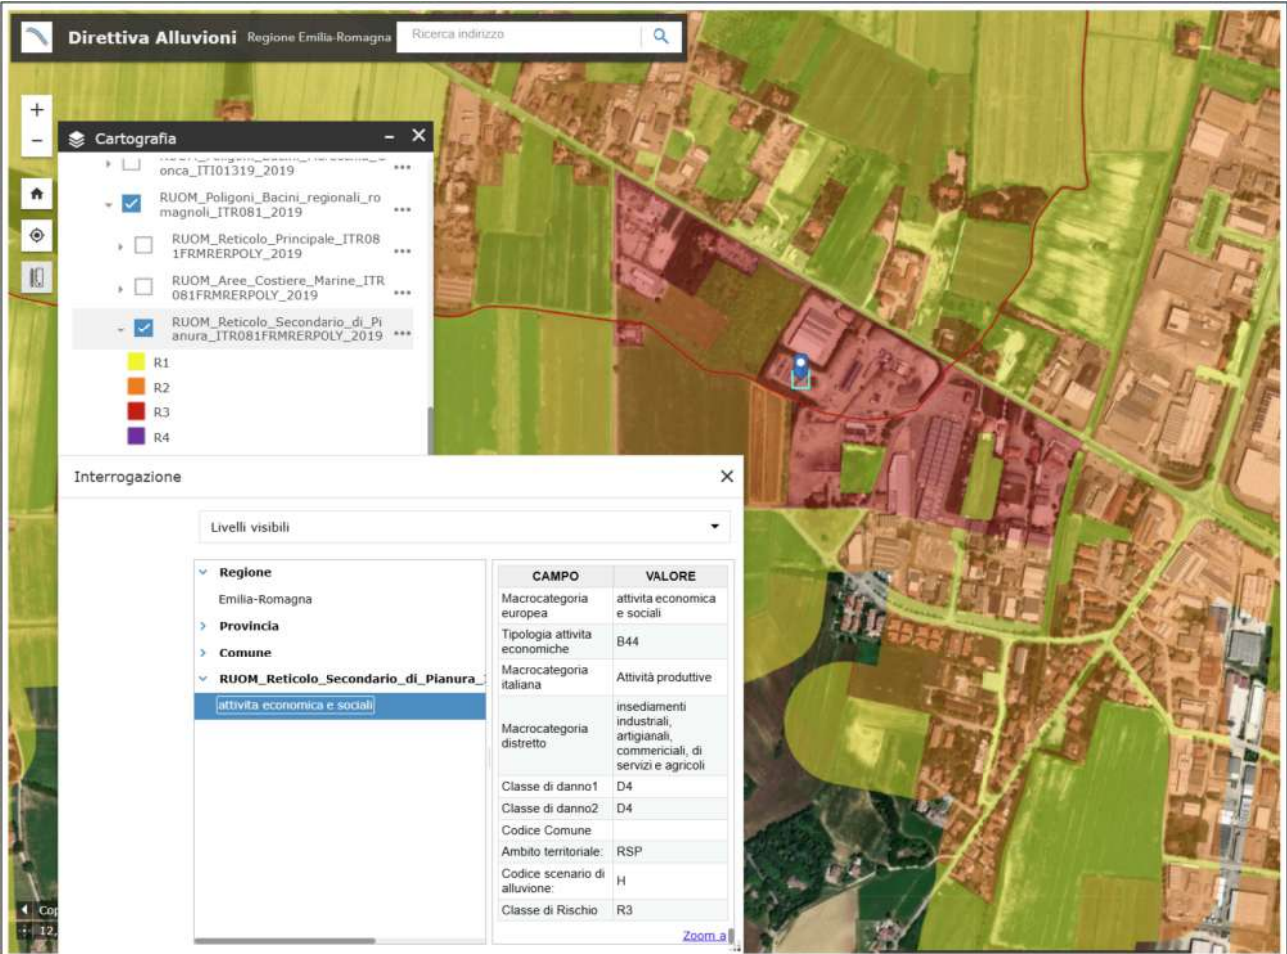 Direttiva Alluvioni Regione Emilia-Romagna
Ricerca indirizzo
+
−
Cartografia
onca_ITI01319_2019
RUOM_Poligoni_Bacini_regionali_ro
magnoli_ITR081_2019
RUOM_Reticolo_Principale_ITR08
1FRMRERPOLY_2019
RUOM_Aree_Costiere_Marine_ITR
081FRMRERPOLY_2019
RUOM_Reticolo_Secondario_di_Pi
anura_ITR081FRMRERPOLY_2019
R1
R2
R3
R4
Interrogazione
Livelli visibili
Regione
Emilia-Romagna
Provincia
Comune
RUOM_Reticolo_Secondario_di_Pianura_
attivita economica e sociali
CAMPO VALORE
Macrocategoria europea attivita economica e sociali
Tipologia attivita economiche B44
Macrocategoria italiana Attività produttive
Macrocategoria distretto insediamenti industriali, artigianali, commericiali, di servizi e agricoli
Classe di danno1 D4
Classe di danno2 D4
Codice Comune
Ambito territoriale: RSP
Codice scenario di alluvione: H
Classe di Rischio R3
Zoom a
Cop
12,